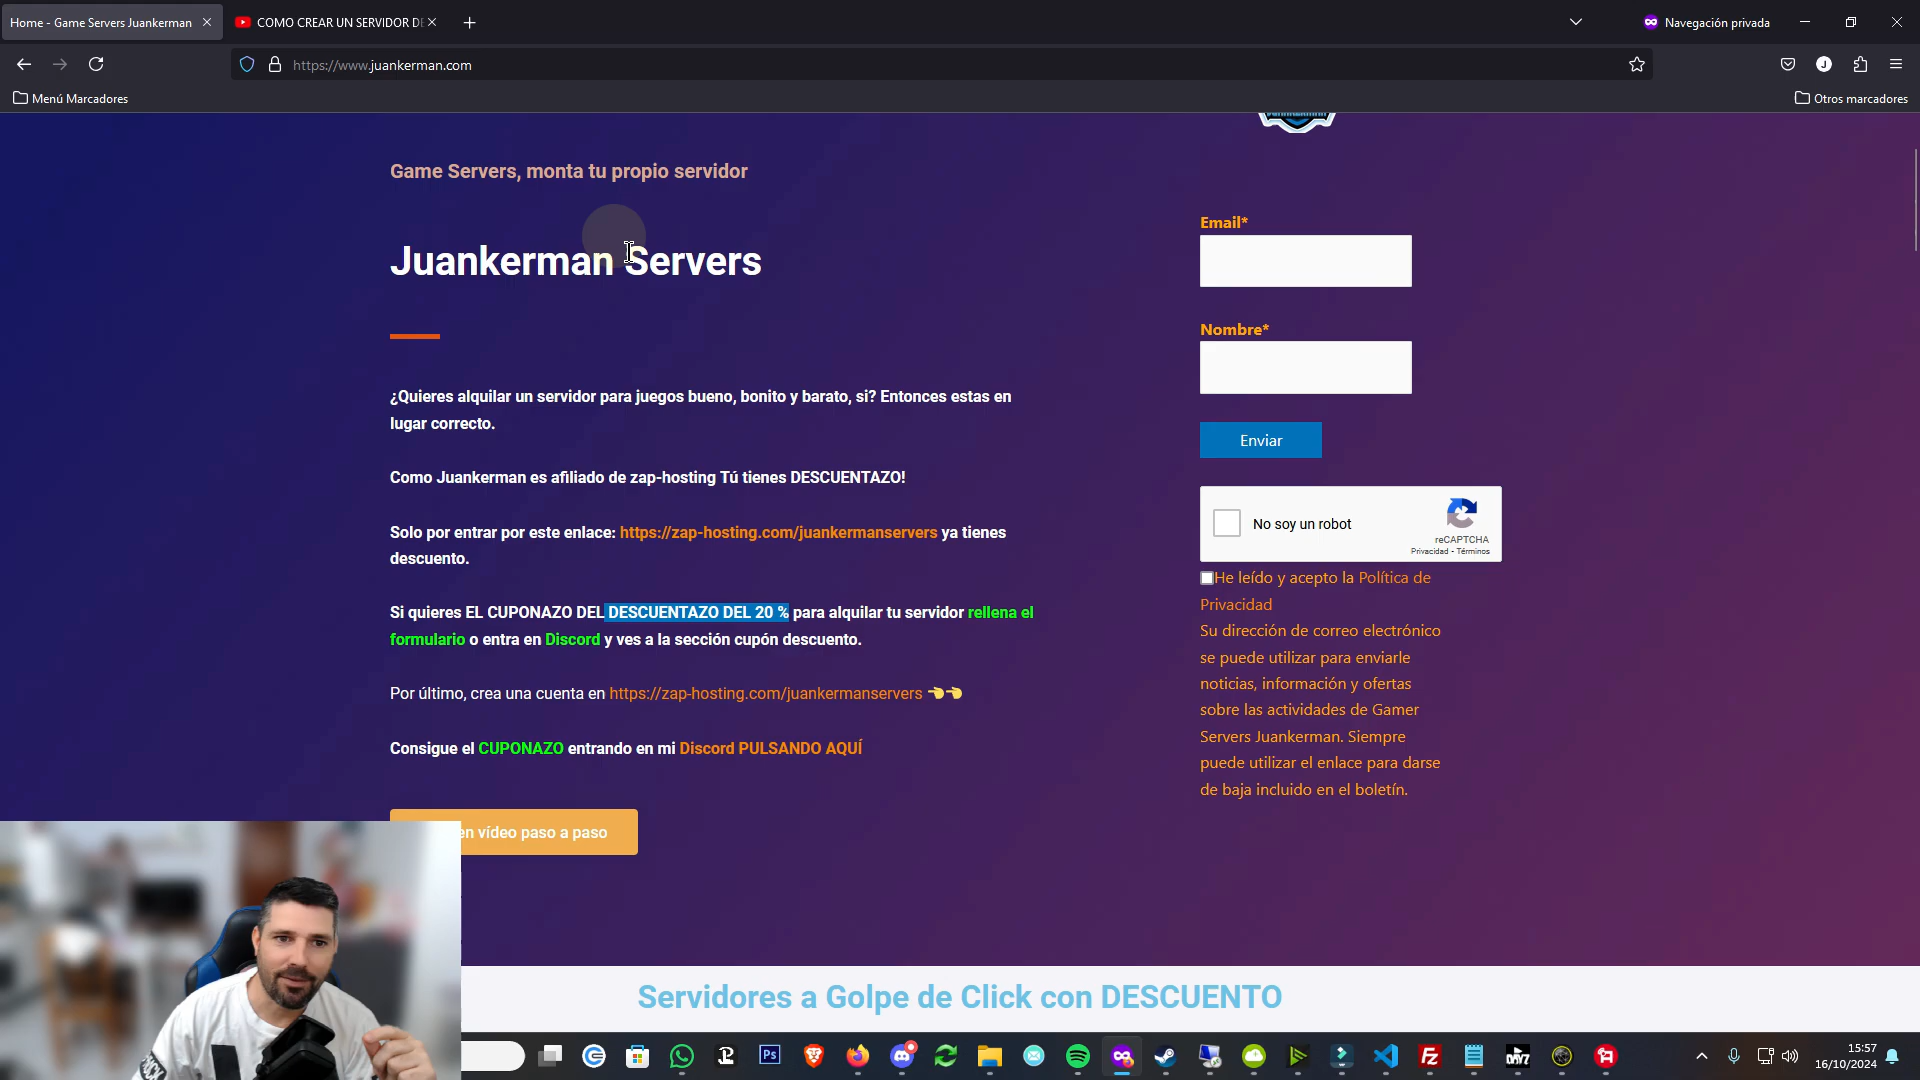 Home - Game Servers Juankerman
COMO CREAR UN SERVIDOR DE
Navegación privada
https://www.juankerman.com
Menú Marcadores
Otros marcadores
Game Servers, monta tu propio servidor
Juankerman Servers
¿Quieres alquilar un servidor para juegos bueno, bonito y barato, si? Entonces estas en
lugar correcto.
Como Juankerman es afiliado de zap-hosting Tú tienes DESCUENTAZO!
Solo por entrar por este enlace: https://zap-hosting.com/juankermanservers ya tienes
descuento.
Si quieres EL CUPONAZO DEL DESCUENTAZO DEL 20 % para alquilar tu servidor rellena el
formulario o entra en Discord y ves a la sección cupón descuento.
Por último, crea una cuenta en https://zap-hosting.com/juankermanservers 👈👈
Consigue el CUPONAZO entrando en mi Discord PULSANDO AQUÍ
en vídeo paso a paso
Email*
Nombre*
Enviar
No soy un robot
reCAPTCHA
Privacidad - Términos
He leído y acepto la Política de
Privacidad
Su dirección de correo electrónico
se puede utilizar para enviarle
noticias, información y ofertas
sobre las actividades de Gamer
Servers Juankerman. Siempre
puede utilizar el enlace para darse
de baja incluido en el boletín.
Servidores a Golpe de Click con DESCUENTO
15:57
16/10/2024